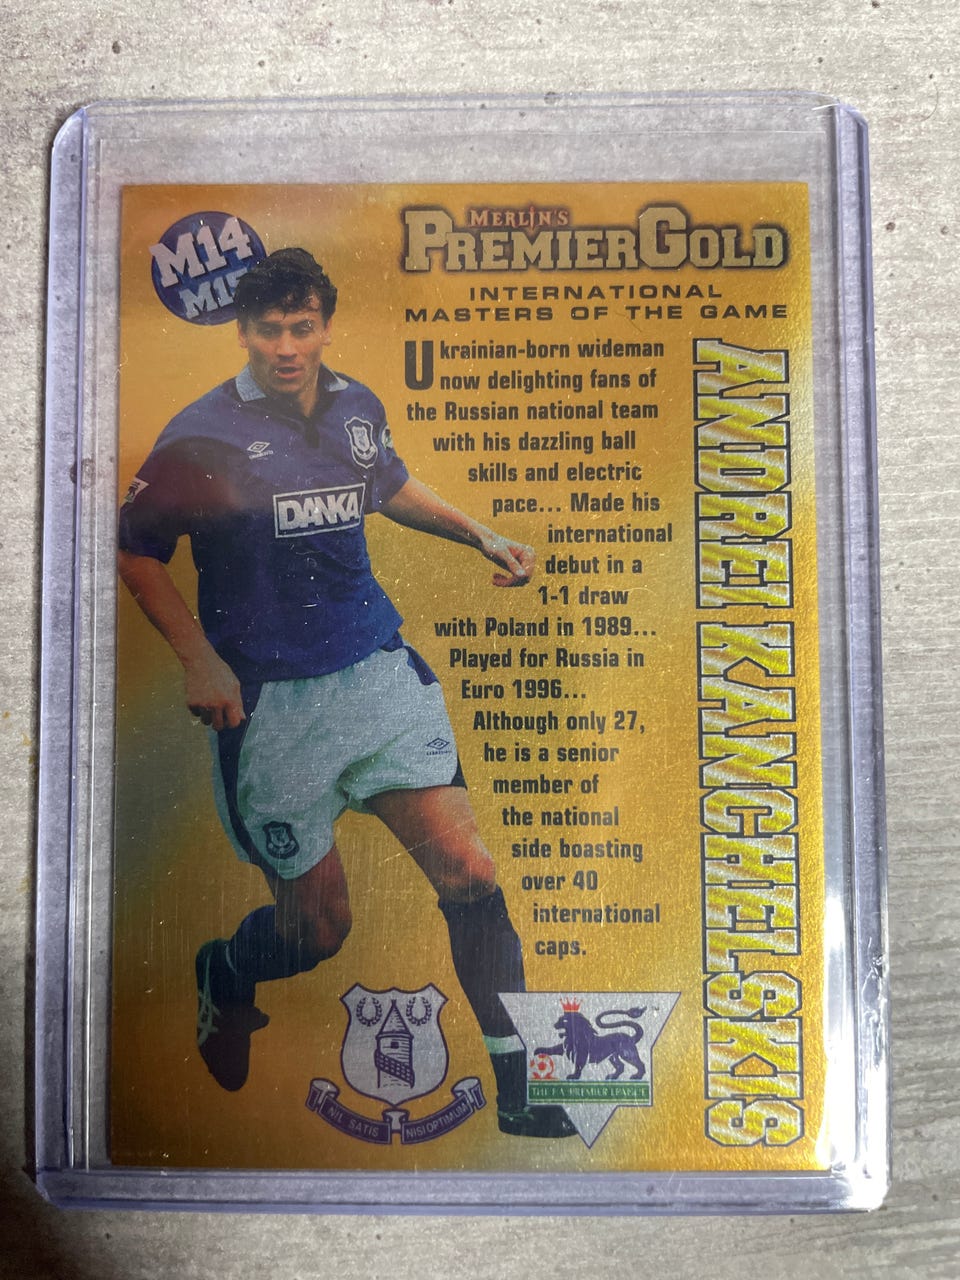 M14
M15
MERLIN'S
PREMIER GOLD
INTERNATIONAL
MASTERS OF THE GAME
Ukrainian-born wideman
now delighting fans of
the Russian national team
with his dazzling ball
skills and electric
pace... Made his
international
debut in a
1-1 draw
with Poland in 1989...
Played for Russia in
Euro 1996...
Although only 27,
he is a senior
member of
the national
side boasting
over 40
international
caps.
ANDREI KANCHELSKIS
DANKA
NIL SATIS NISI OPTIMUM
THE F.A. PREMIER LEAGUE